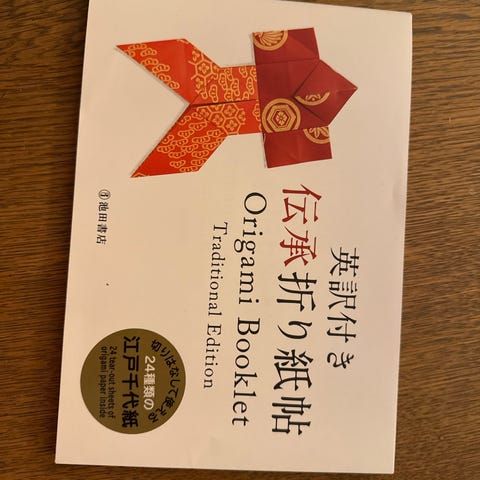 英訳付き
伝承折り紙帖
Origami Booklet
Traditional Edition
池田書店
切りはなして使える
24種類の
江戸千代紙
24 tear-out sheets of
origami paper inside.